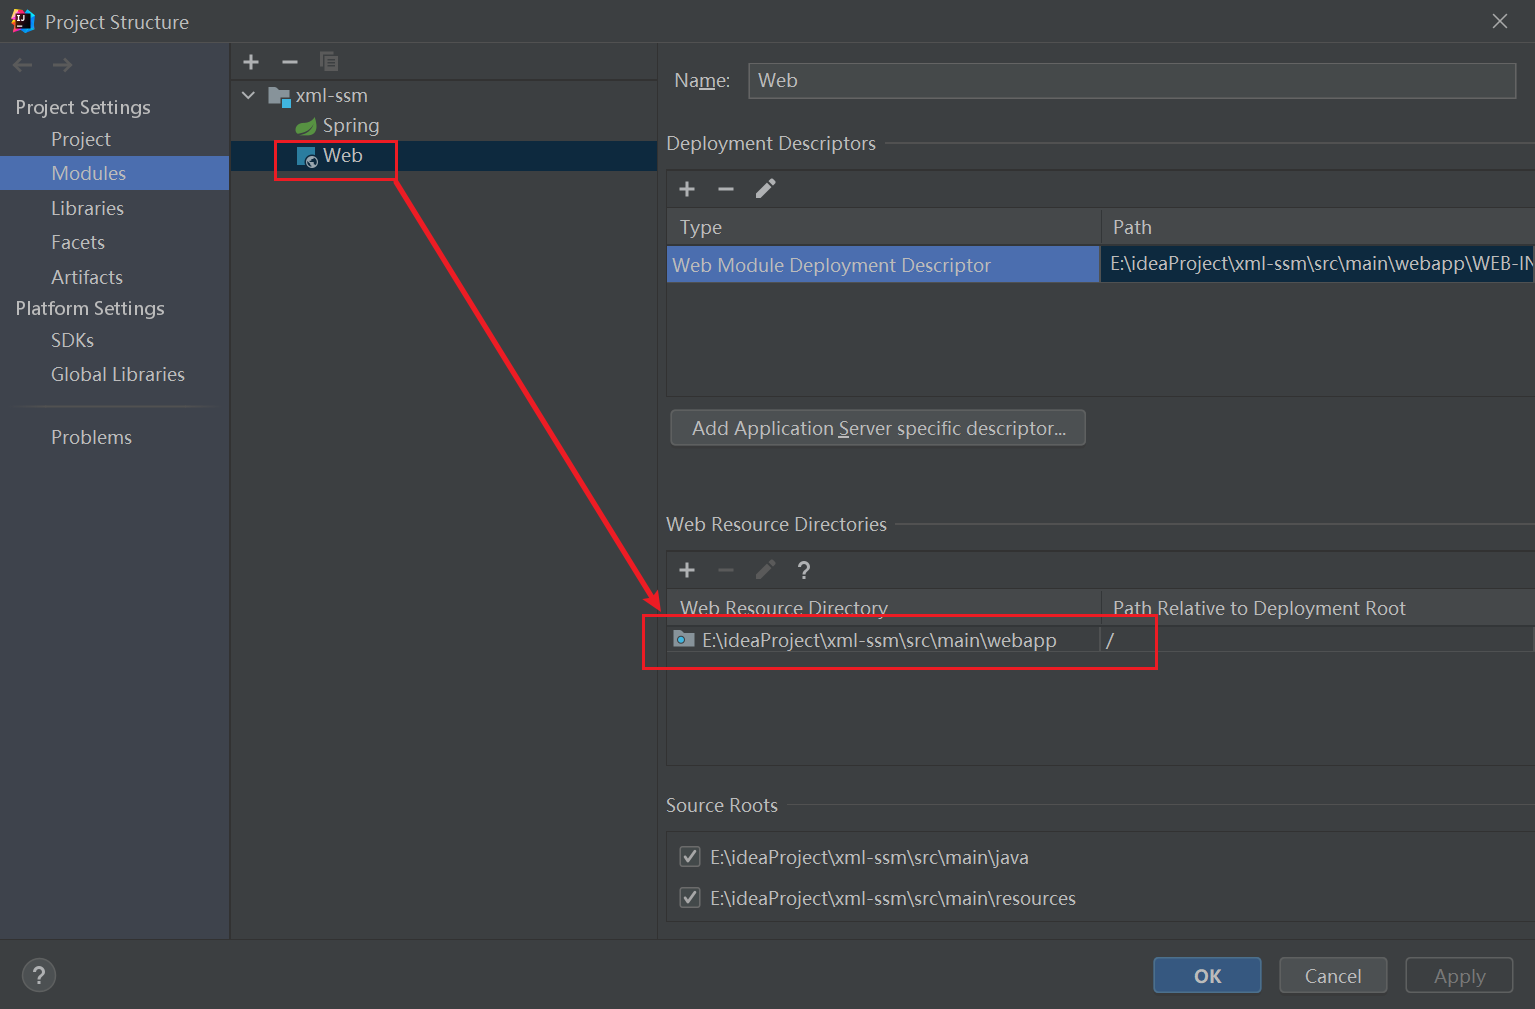 Project Structure
Project Settings
Project
Modules
Libraries
Facets
Artifacts
Platform Settings
SDKs
Global Libraries
Problems
xml-ssm
Spring
Web
Name: Web
Deployment Descriptors
Type Path
Web Module Deployment Descriptor E:\ideaProject\xml-ssm\src\main\webapp\WEB-IN
Add Application Server specific descriptor...
Web Resource Directories
?
Web Resource Directory Path Relative to Deployment Root
E:\ideaProject\xml-ssm\src\main\webapp /
Source Roots
E:\ideaProject\xml-ssm\src\main\java
E:\ideaProject\xml-ssm\src\main\resources
? OK Cancel Apply